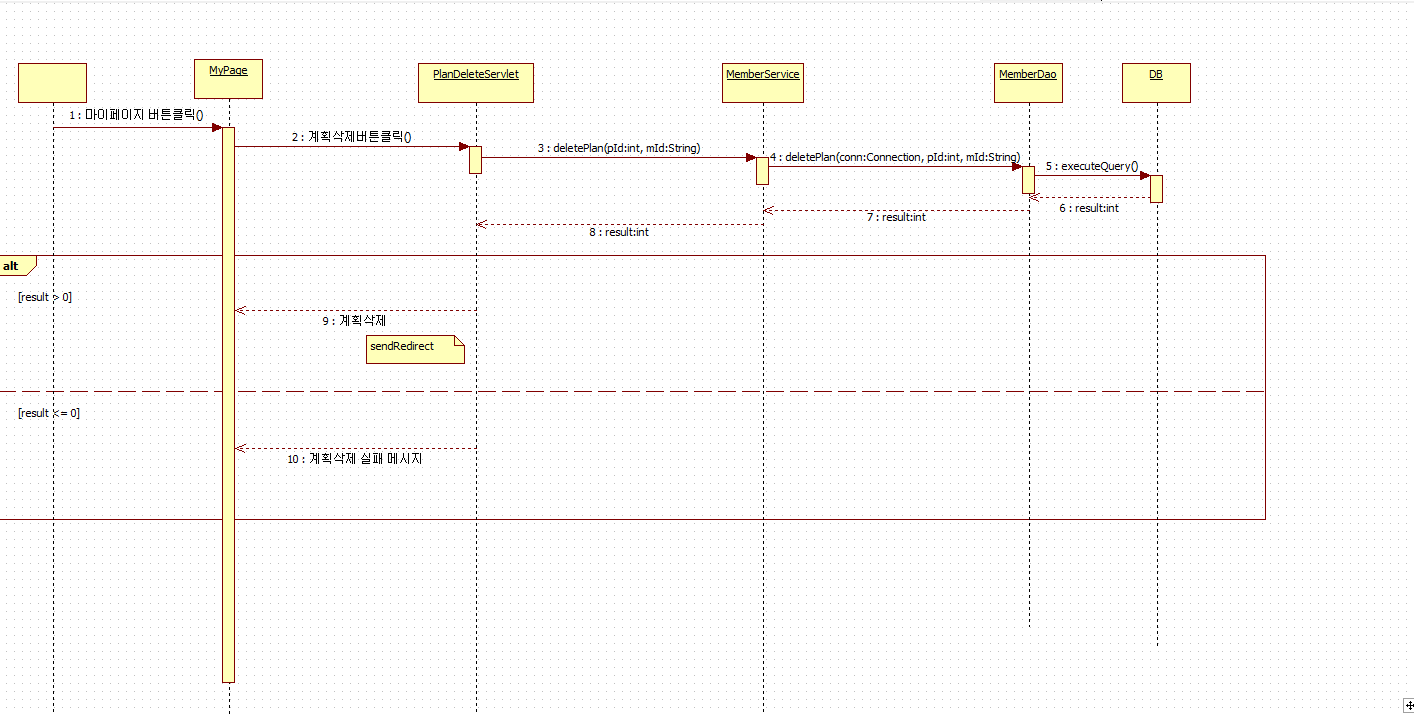 MyPage
PlanDeleteServlet
MemberService
MemberDao
DB
1 : 마이페이지 버튼클릭()
2 : 계획삭제버튼클릭()
3 : deletePlan(pId:int, mId:String)
4 : deletePlan(conn:Connection, pId:int, mId:String)
5 : executeQuery()
6 : result:int
7 : result:int
8 : result:int
alt
[result > 0]
9 : 계획삭제
sendRedirect
[result <= 0]
10 : 계획삭제 실패 메시지